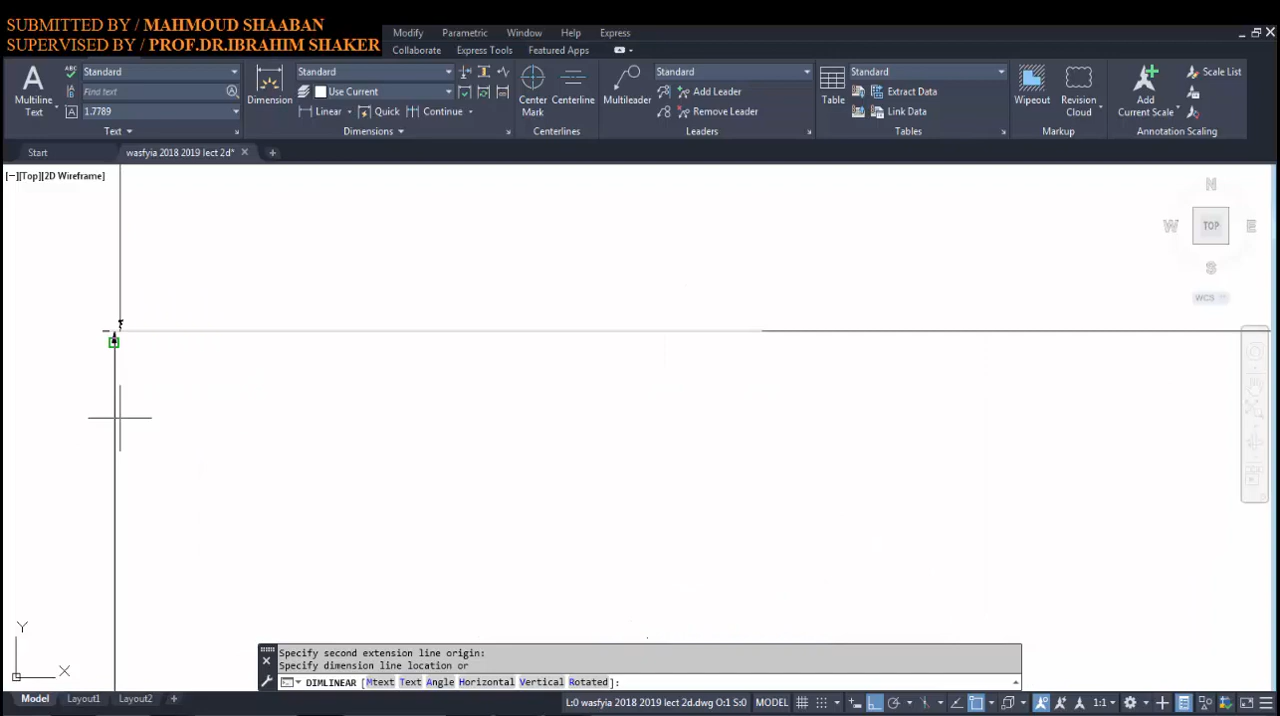 SUBMITTED BY / MAHMOUD SHAABAN
SUPERVISED BY / PROF.DR.IBRAHIM SHAKER
Modify Parametric Window Help Express
Collaborate Express Tools Featured Apps
A Standard Standard Standard Standard Scale List
Find text Use Current Add Leader Extract Data
Multiline Text Dimension Center Mark Centerline Multileader Table Wipeout Revision Cloud Add Current Scale
1.7789 Linear Quick Continue Remove Leader Link Data
Text Dimensions Centerlines Leaders Tables Markup Annotation Scaling
Start wasfyia 2018 2019 lect 2d*
[−][Top][2D Wireframe]
N
W TOP E
S
WCS
Y
X
Specify second extension line origin:
Specify dimension line location or
DIMLINEAR [Mtext Text Angle Horizontal Vertical Rotated]:
Model Layout1 Layout2 + L:0 wasfyia 2018 2019 lect 2d.dwg O:1 S:0 MODEL 1:1